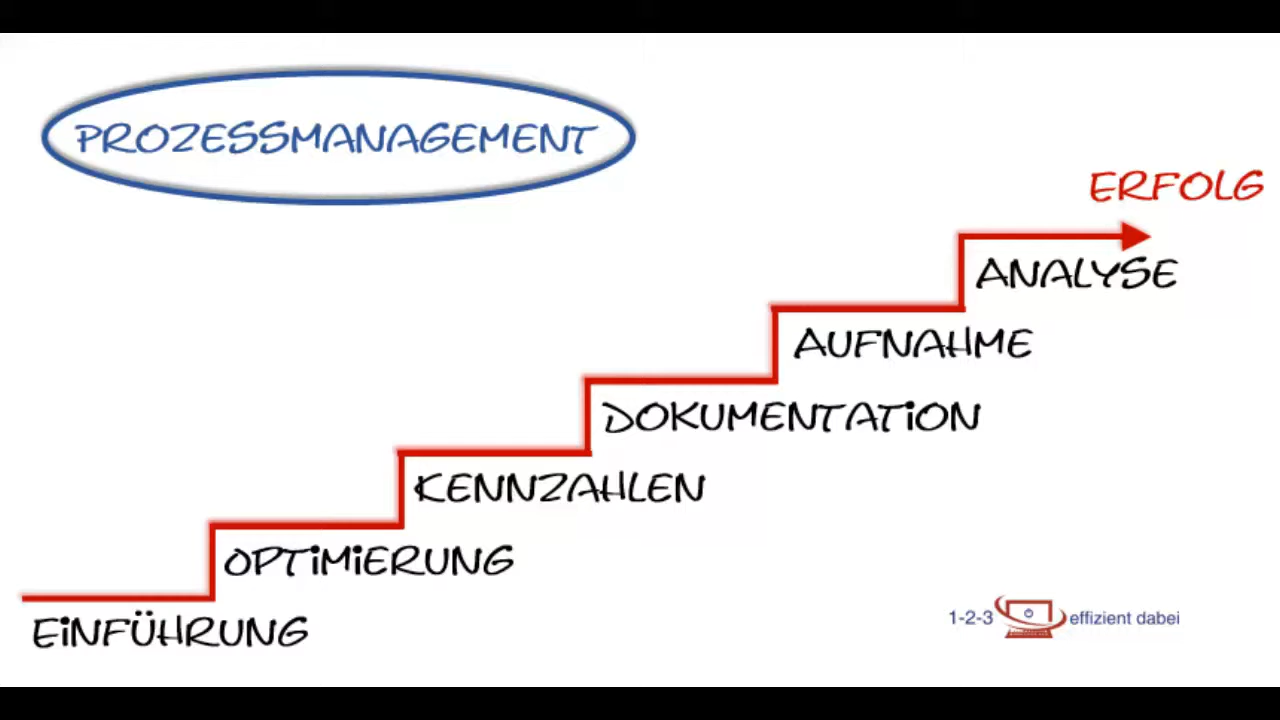 PROZESSMANAGEMENT
ERFOLG
ANALYSE
AUFNAHME
DOKUMENTATION
KENNZAHLEN
OPTIMIERUNG
EINFÜHRUNG
1-2-3 effizient dabei